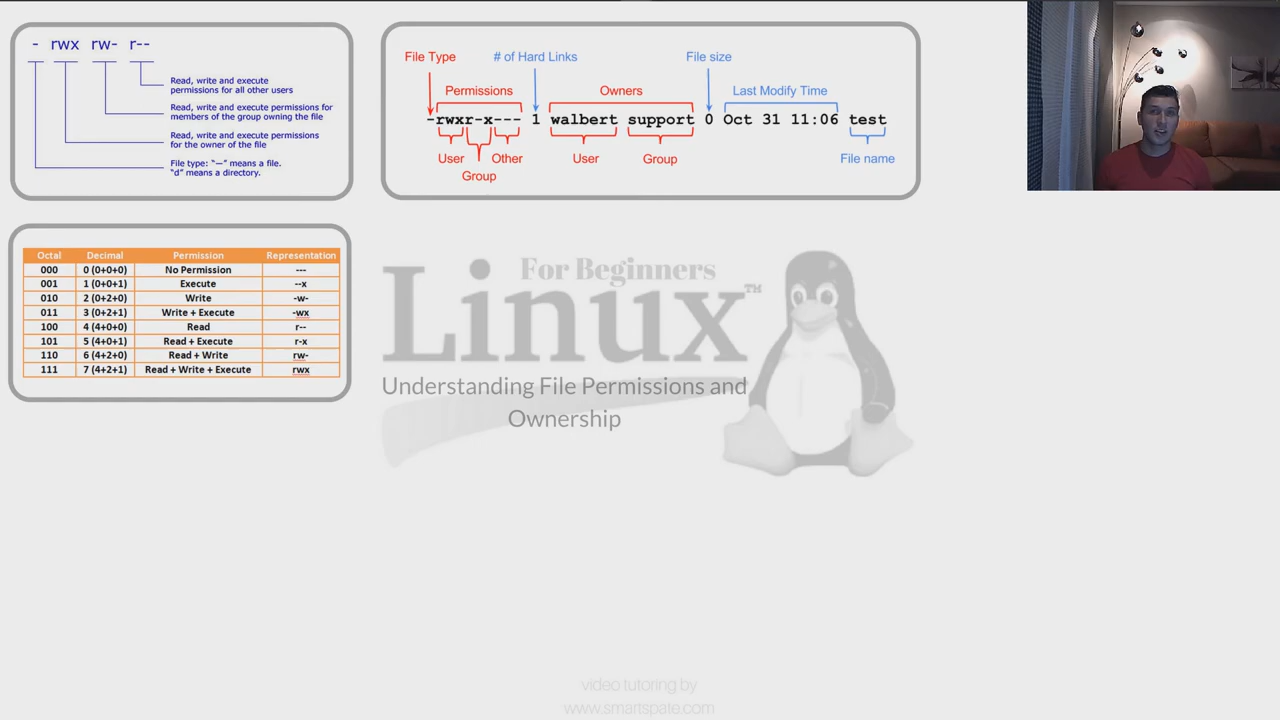 - rwx rw- r--
Read, write and execute
permissions for all other users
Read, write and execute permissions for
members of the group owning the file
Read, write and execute permissions
for the owner of the file
File type: “—” means a file.
“d” means a directory.
File Type # of Hard Links File size
Permissions Owners Last Modify Time
-rwxr-x--- 1 walbert support 0 Oct 31 11:06 test
User Other User Group File name
Group
Octal Decimal Permission Representation
000 0 (0+0+0) No Permission ---
001 1 (0+0+1) Execute --x
010 2 (0+2+0) Write -w-
011 3 (0+2+1) Write + Execute -wx
100 4 (4+0+0) Read r--
101 5 (4+0+1) Read + Execute r-x
110 6 (4+2+0) Read + Write rw-
111 7 (4+2+1) Read + Write + Execute rwx
For Beginners
Linux™
Understanding File Permissions and
Ownership
video tutoring by
www.smartspate.com